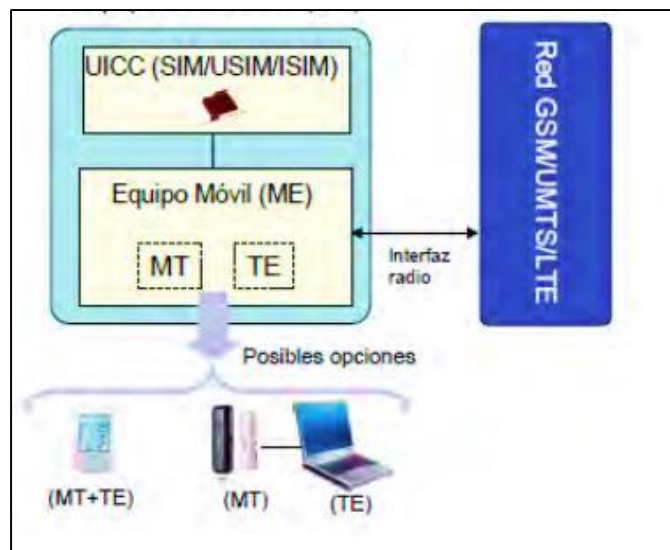 UICC (SIM/USIM/ISIM)
Equipo Móvil (ME)
MT
TE
Interfaz
radio
Red GSM/UMTS/LTE
Posibles opciones
(MT+TE)
(MT)
(TE)